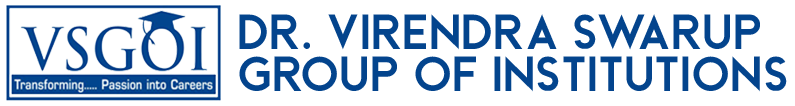 VSGOI
Transforming..... Passion into Careers
DR. VIRENDRA SWARUP
GROUP OF INSTITUTIONS